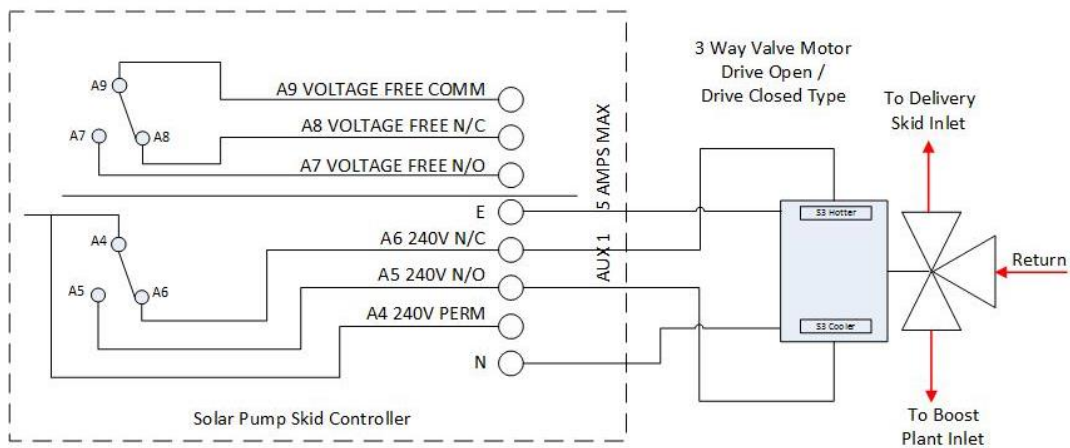 A9
A9 VOLTAGE FREE COMM
A7
A8
A8 VOLTAGE FREE N/C
A7 VOLTAGE FREE N/O
E
A4
A6 240V N/C
A5
A6
A5 240V N/O
A4 240V PERM
N
AUX 1 5 AMPS MAX
Solar Pump Skid Controller
3 Way Valve Motor
Drive Open /
Drive Closed Type
S3 Hotter
S3 Cooler
To Delivery
Skid Inlet
Return
To Boost
Plant Inlet